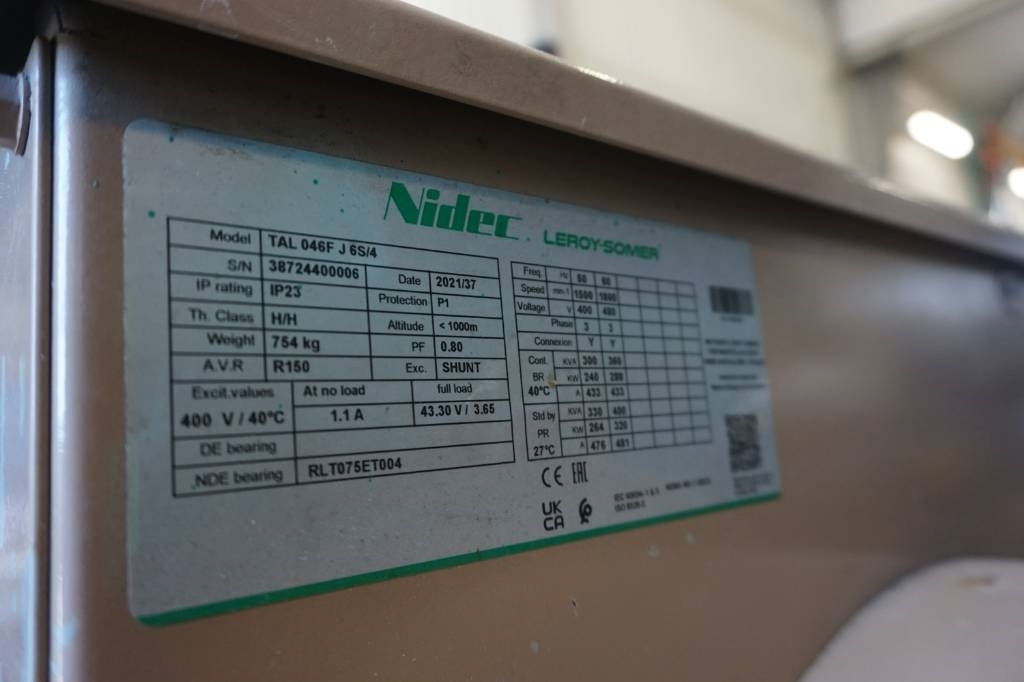 Nidec LEROY-SOMER
Model TAL 046F J 6S/4
S/N 38724400006 Date 2021/37
IP rating IP23 Protection P1
Th. Class H/H Altitude < 1000m
Weight 754 kg PF 0.80
A.V.R R150 Exc. SHUNT
Excit.values At no load full load
400 V / 40°C 1.1 A 43.30 V / 3.65
DE bearing
NDE bearing RLT075ET004
Freq. Hz 50 60
Speed min-1 1500 1800
Voltage V 400 480
Phase 3 3
Connexion Y Y
Cont. KVA 300 360
BR KW 240 288
40°C A 433 433
Std by KVA 330 400
PR KW 264 320
27°C A 476 481
CE EAC
UK
CA